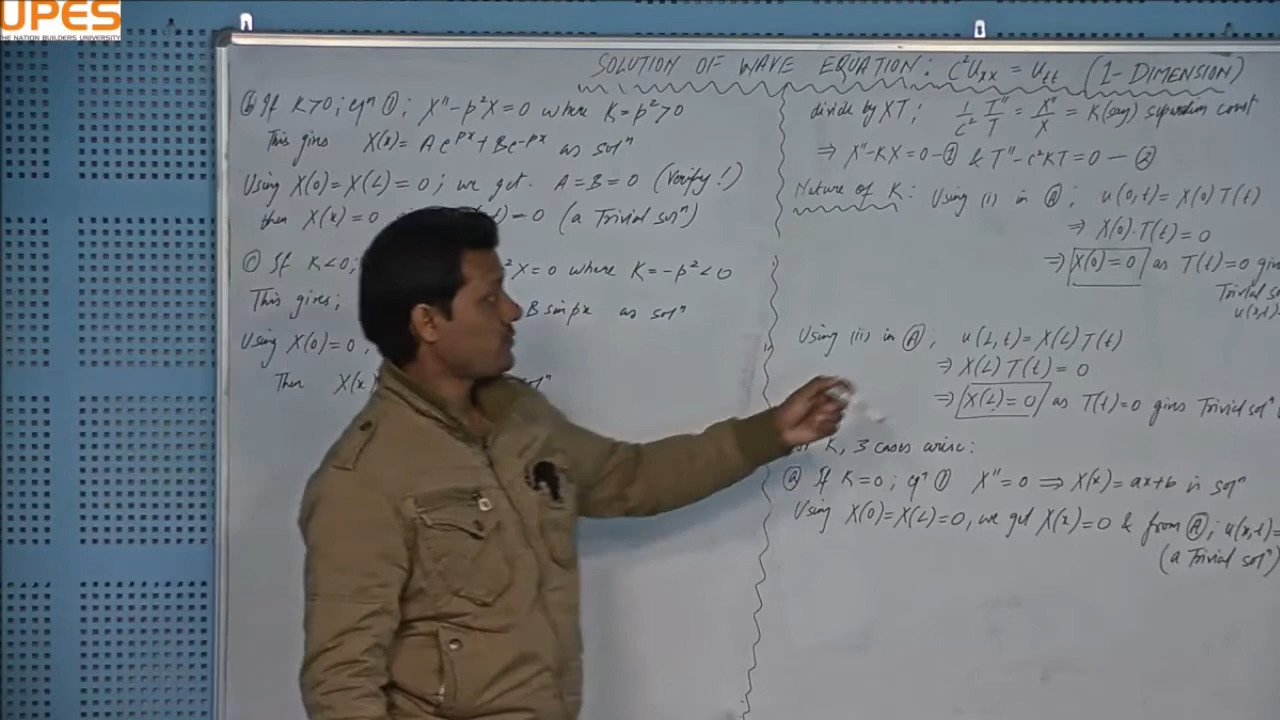 UPES
THE NATION BUILDERS UNIVERSITY
SOLUTION OF WAVE EQUATION: C²Uxx = Utt (1-DIMENSION)
ⓑ If K>0; eqⁿ ①; X″-p²X=0 where K=p²>0
This gives X(x)= A e^px + B e^-px as solⁿ
Using X(0)=X(L)=0; we get. A=B=0 (Verify!)
then X(x)=0 t)=0 (a Trivial solⁿ)
ⓒ If K<0; ²X=0 where K=-p²<0
This gives; B sin px as solⁿ
Using X(0)=0,
Then X(x
divide by XT; 1/C² T″/T = X″/X = K(say) separation const
⇒ X″-KX=0-① & T″-C²KT=0-②
Nature of K: Using (i) in Ⓐ; u(0,t)=X(0)T(t)
⇒ X(0)·T(t)=0
⇒ X(0)=0 as T(t)=0
Trivial
u(x,t)
Using (ii) in Ⓐ; u(L,t)=X(L)T(t)
⇒ X(L)T(t)=0
⇒ X(L)=0 as T(t)=0 gives Trivial solⁿ
K, 3 cases arise:
ⓐ If K=0; eqⁿ ① X″=0 ⇒ X(x)=ax+b is solⁿ
Using X(0)=X(L)=0, we get X(x)=0 & from Ⓐ; u(x,t)=
(a Trivial solⁿ)